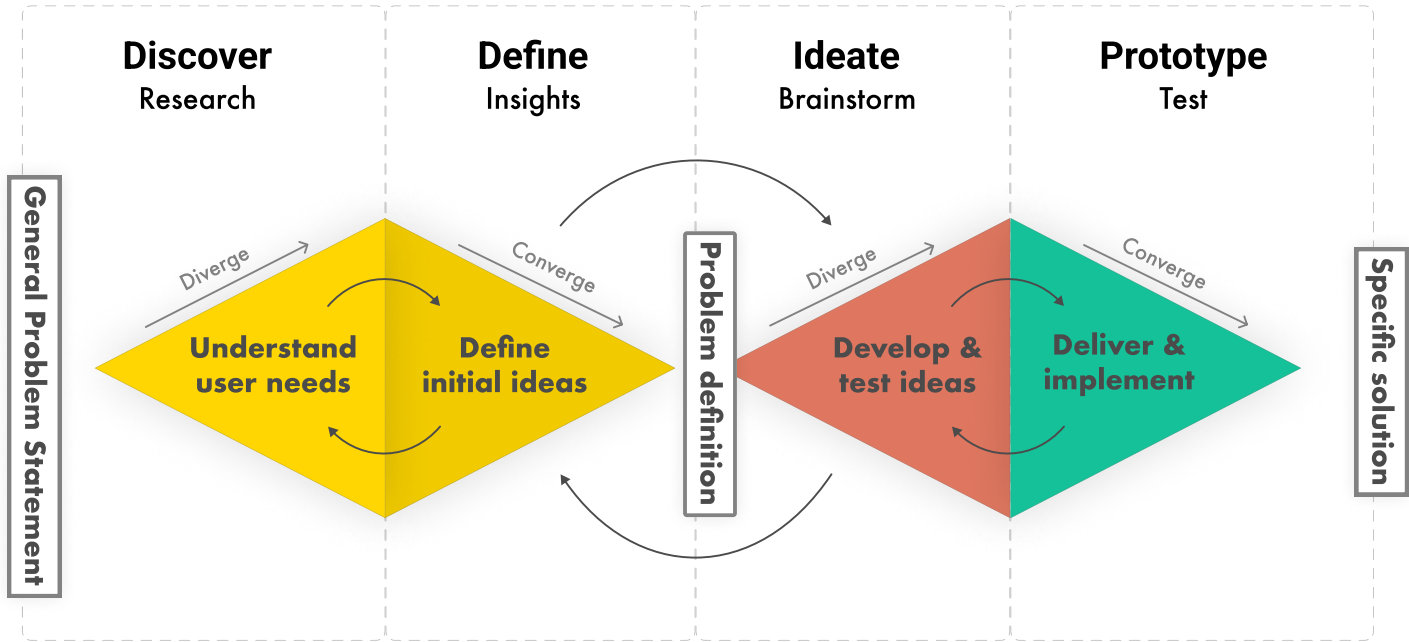 Discover
Research
Define
Insights
Ideate
Brainstorm
Prototype
Test
General Problem Statement
Diverge
Understand
user needs
Converge
Define
initial ideas
Problem definition
Diverge
Develop &
test ideas
Converge
Deliver &
implement
Specific solution